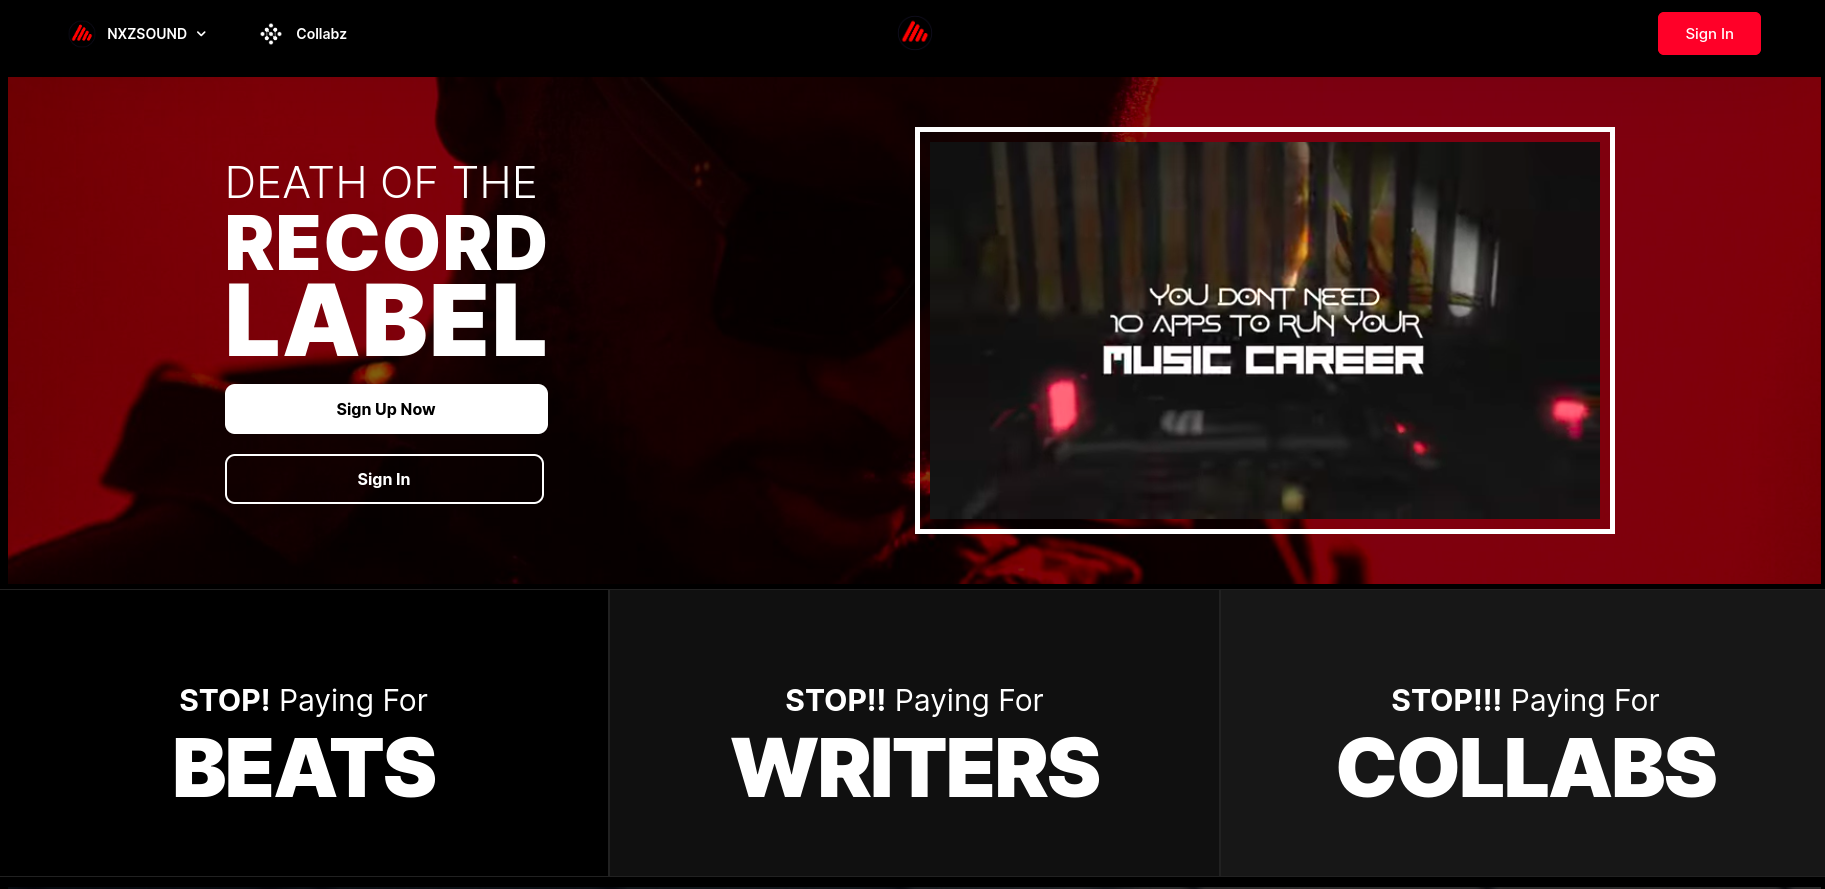 NXZSOUND
Collabz
Sign In
DEATH OF THE
RECORD
LABEL
Sign Up Now
Sign In
YOU DONT NEED
10 APPS TO RUN YOUR
MUSIC CAREER
STOP! Paying For
BEATS
STOP!! Paying For
WRITERS
STOP!!! Paying For
COLLABS